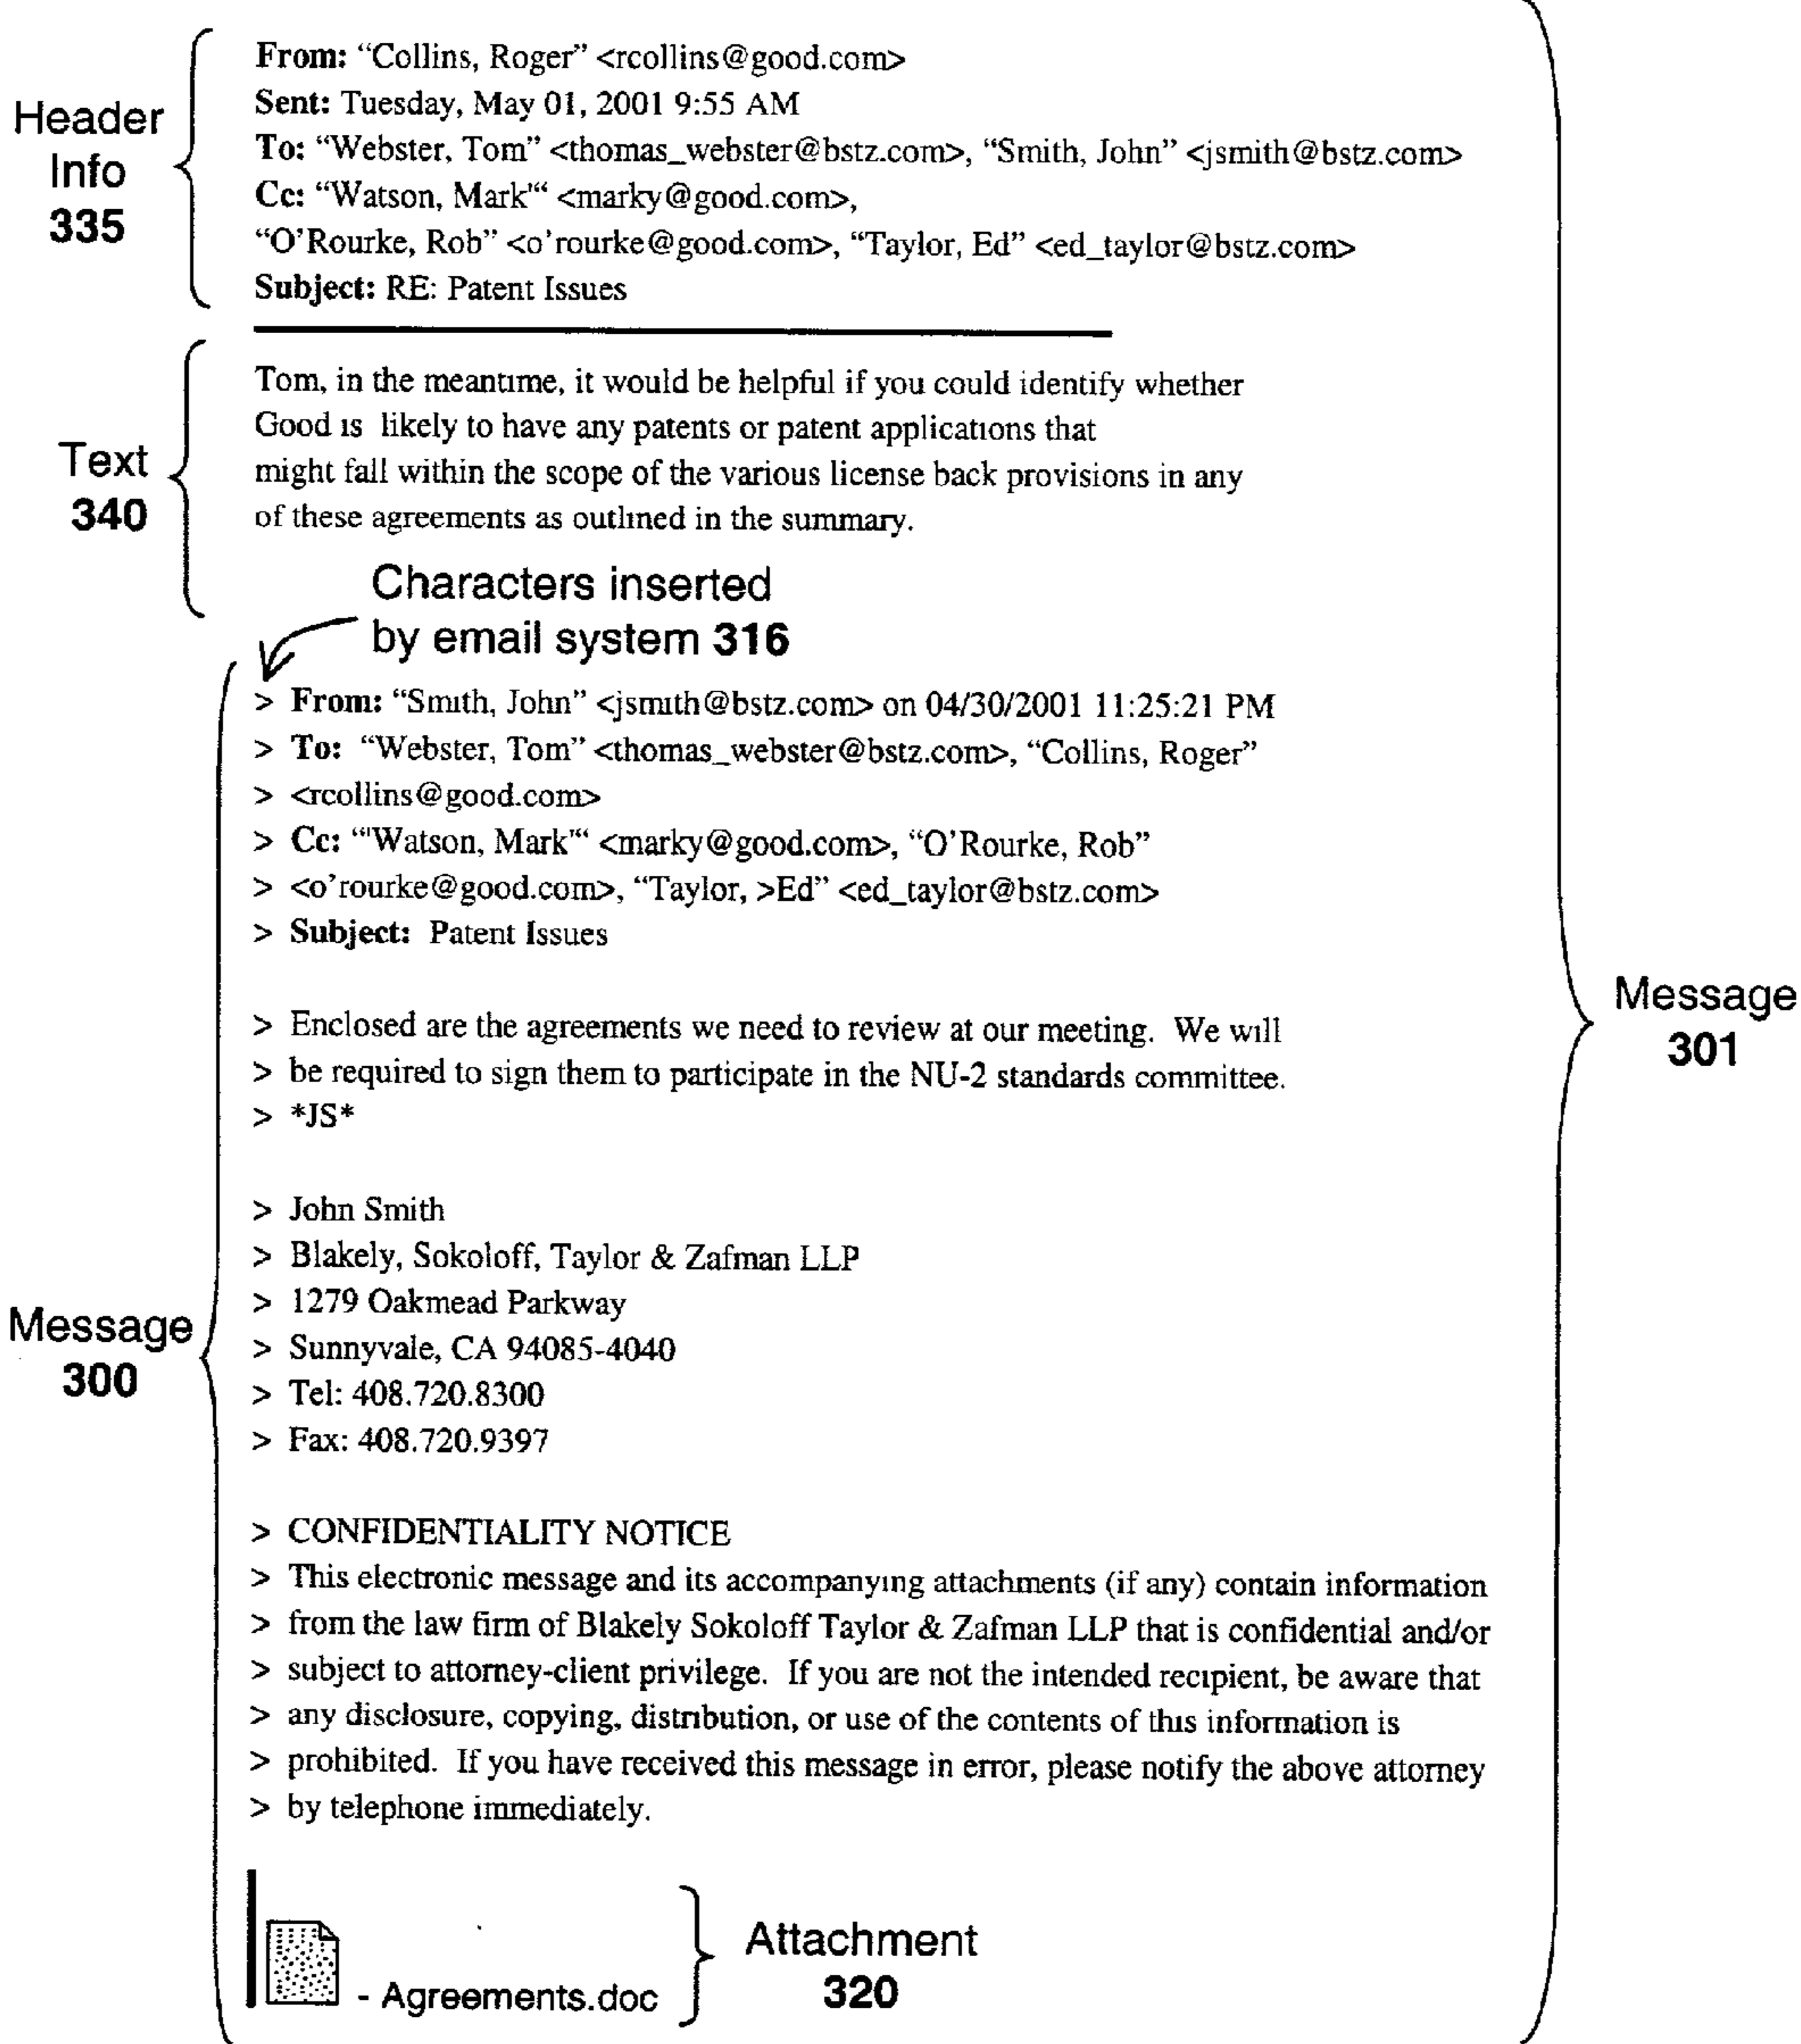 Header
Info
335
From: “Collins, Roger” <rcollins@good.com>
Sent: Tuesday, May 01, 2001 9:55 AM
To: “Webster, Tom” <thomas_webster@bstz.com>, “Smith, John” <jsmith@bstz.com>
Cc: “Watson, Mark'“ <marky@good.com>,
“O’Rourke, Rob” <o’rourke@good.com>, “Taylor, Ed” <ed_taylor@bstz.com>
Subject: RE: Patent Issues
Text
340
Tom, in the meantime, it would be helpful if you could identify whether
Good is likely to have any patents or patent applications that
might fall within the scope of the various license back provisions in any
of these agreements as outlined in the summary.
Characters inserted
by email system 316
Message
300
> From: “Smith, John” <jsmith@bstz.com> on 04/30/2001 11:25:21 PM
> To: “Webster, Tom” <thomas_webster@bstz.com>, “Collins, Roger”
> <rcollins@good.com>
> Cc: “'Watson, Mark'“ <marky@good.com>, “O’Rourke, Rob”
> <o’rourke@good.com>, “Taylor, >Ed” <ed_taylor@bstz.com>
> Subject: Patent Issues
> Enclosed are the agreements we need to review at our meeting. We will
> be required to sign them to participate in the NU-2 standards committee.
> *JS*
> John Smith
> Blakely, Sokoloff, Taylor & Zafman LLP
> 1279 Oakmead Parkway
> Sunnyvale, CA 94085-4040
> Tel: 408.720.8300
> Fax: 408.720.9397
> CONFIDENTIALITY NOTICE
> This electronic message and its accompanying attachments (if any) contain information
> from the law firm of Blakely Sokoloff Taylor & Zafman LLP that is confidential and/or
> subject to attorney-client privilege. If you are not the intended recipient, be aware that
> any disclosure, copying, distribution, or use of the contents of this information is
> prohibited. If you have received this message in error, please notify the above attorney
> by telephone immediately.
- Agreements.doc
Attachment
320
Message
301